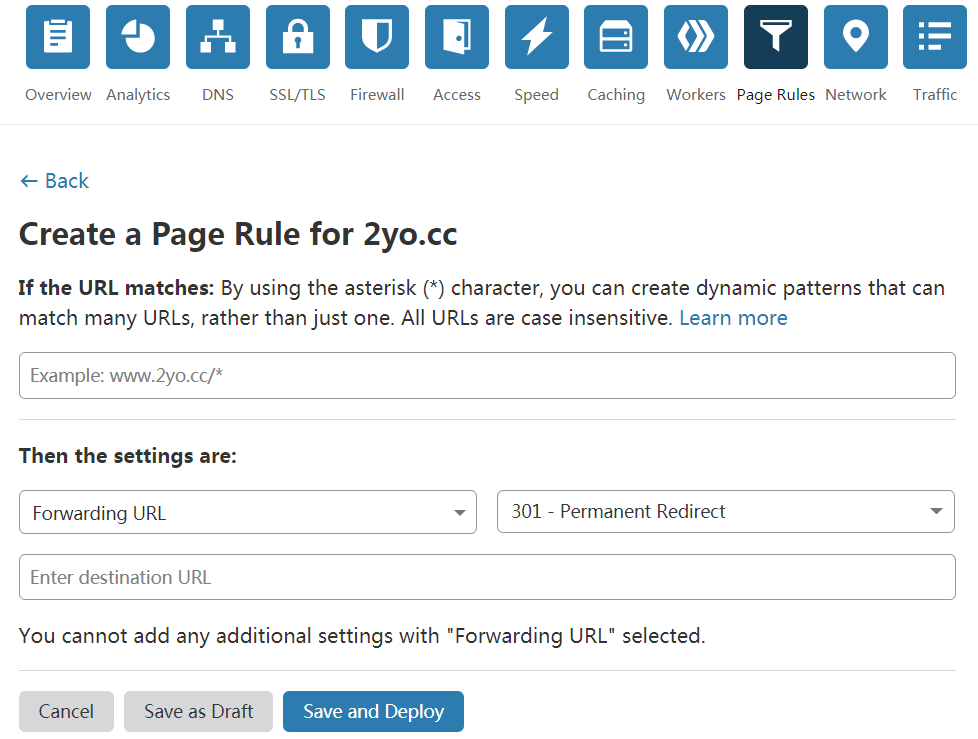 Overview Analytics DNS SSL/TLS Firewall Access Speed Caching Workers Page Rules Network Traffic
← Back
Create a Page Rule for 2yo.cc
If the URL matches: By using the asterisk (*) character, you can create dynamic patterns that can
match many URLs, rather than just one. All URLs are case insensitive. Learn more
Example: www.2yo.cc/*
Then the settings are:
Forwarding URL 301 - Permanent Redirect
Enter destination URL
You cannot add any additional settings with "Forwarding URL" selected.
Cancel Save as Draft Save and Deploy